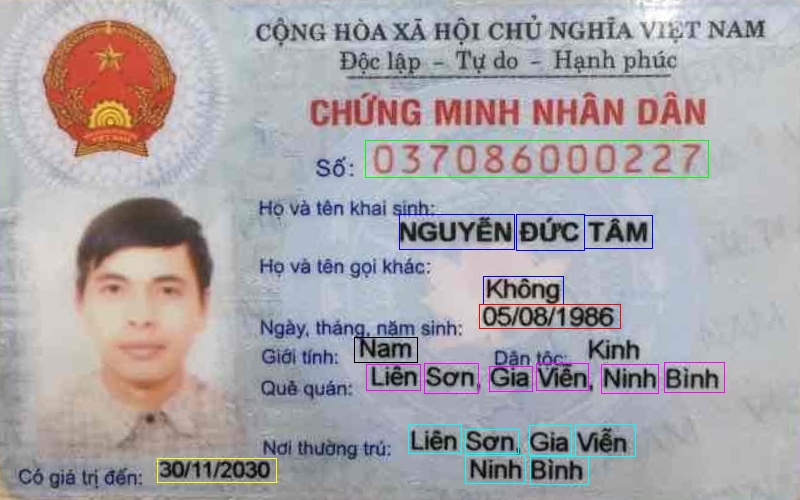 CỘNG HÒA XÃ HỘI CHỦ NGHĨA VIỆT NAM
Độc lập - Tự do - Hạnh phúc
CHỨNG MINH NHÂN DÂN
Số: 037086000227
Họ và tên khai sinh:
NGUYỄN ĐỨC TÂM
Họ và tên gọi khác:
Không
Ngày, tháng, năm sinh: 05/08/1986
Giới tính: Nam Dân tộc: Kinh
Quê quán: Liên Sơn, Gia Viễn, Ninh Bình
Nơi thường trú: Liên Sơn, Gia Viễn
Ninh Bình
Có giá trị đến: 30/11/2030